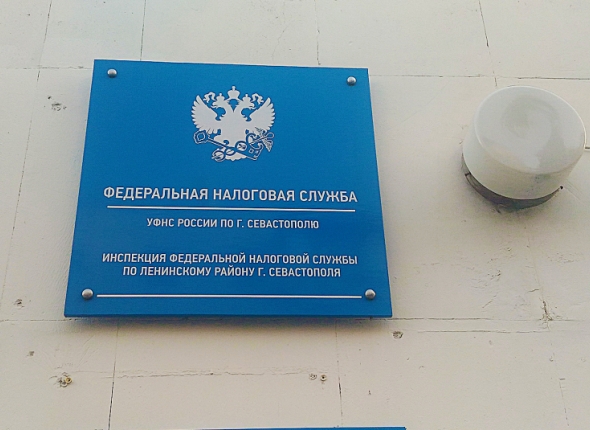 ФЕДЕРАЛЬНАЯ НАЛОГОВАЯ СЛУЖБА
УФНС РОССИИ ПО Г. СЕВАСТОПОЛЮ
ИНСПЕКЦИЯ ФЕДЕРАЛЬНОЙ НАЛОГОВОЙ СЛУЖБЫ
ПО ЛЕНИНСКОМУ РАЙОНУ Г. СЕВАСТОПОЛЯ